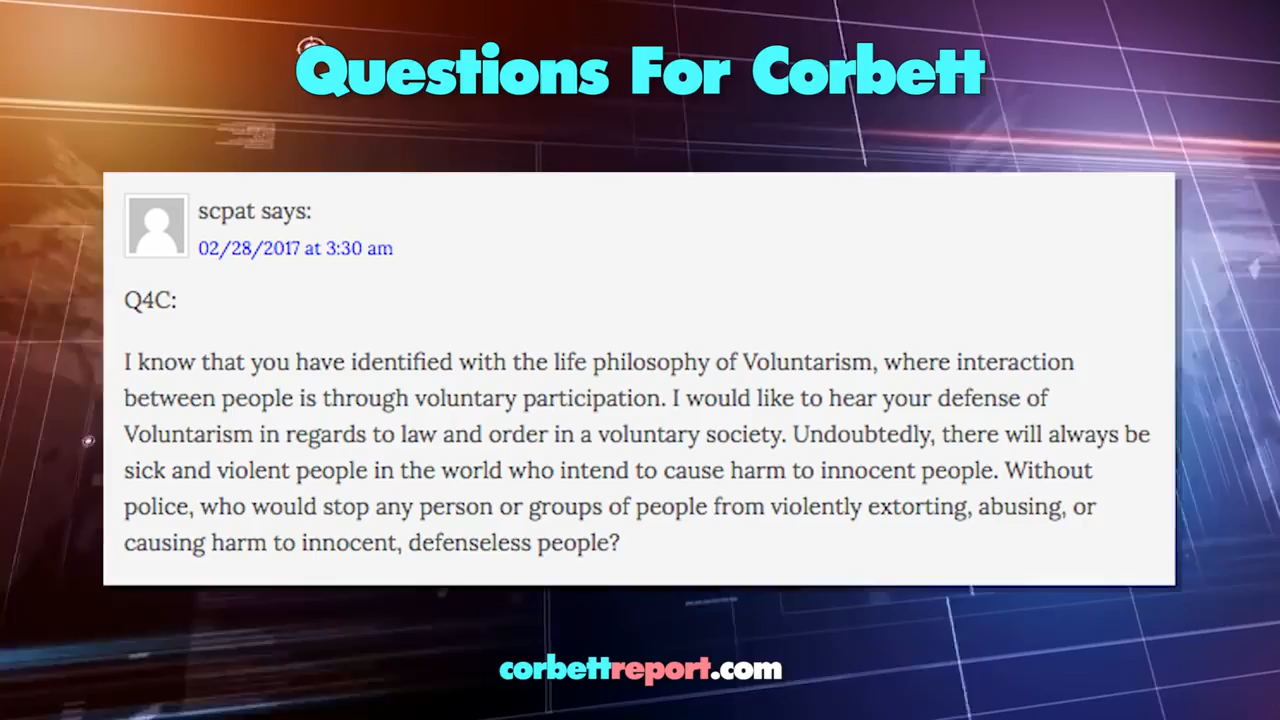 Questions For Corbett
scpat says:
02/28/2017 at 3:30 am
Q4C:
I know that you have identified with the life philosophy of Voluntarism, where interaction
between people is through voluntary participation. I would like to hear your defense of
Voluntarism in regards to law and order in a voluntary society. Undoubtedly, there will always be
sick and violent people in the world who intend to cause harm to innocent people. Without
police, who would stop any person or groups of people from violently extorting, abusing, or
causing harm to innocent, defenseless people?
corbettreport.com